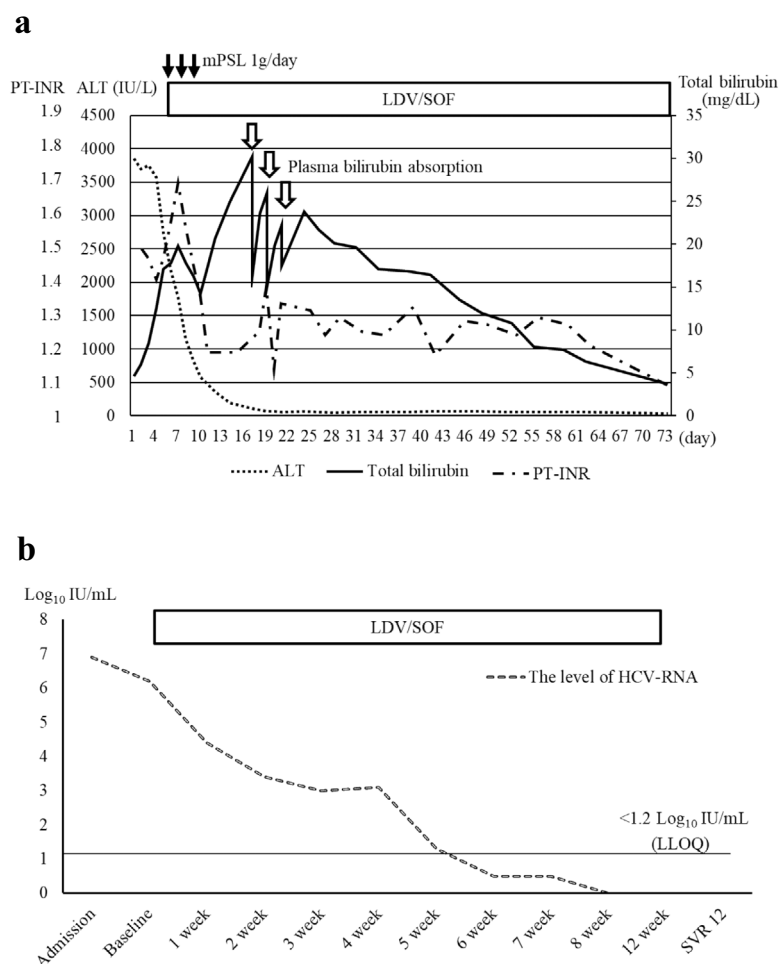 a
mPSL 1g/day
PT-INR ALT (IU/L) Total bilirubin
(mg/dL)
LDV/SOF
1.9 4500 35
1.8 4000 30
1.7 3500 25
1.6 3000
1.5 2500 20
1.4 2000 15
1.3 1500 10
1.2 1000
1.1 500 5
1 0 0
Plasma bilirubin absorption
1 4 7 10 13 16 19 22 25 28 31 34 37 40 43 46 49 52 55 58 61 64 67 70 73 (day)
ALT Total bilirubin PT-INR
b
Log10 IU/mL
LDV/SOF
8
7
6
5
4
3
2
1
0
The level of HCV-RNA
<1.2 Log10 IU/mL
(LLOQ)
Admission Baseline 1 week 2 week 3 week 4 week 5 week 6 week 7 week 8 week 12 week SVR 12